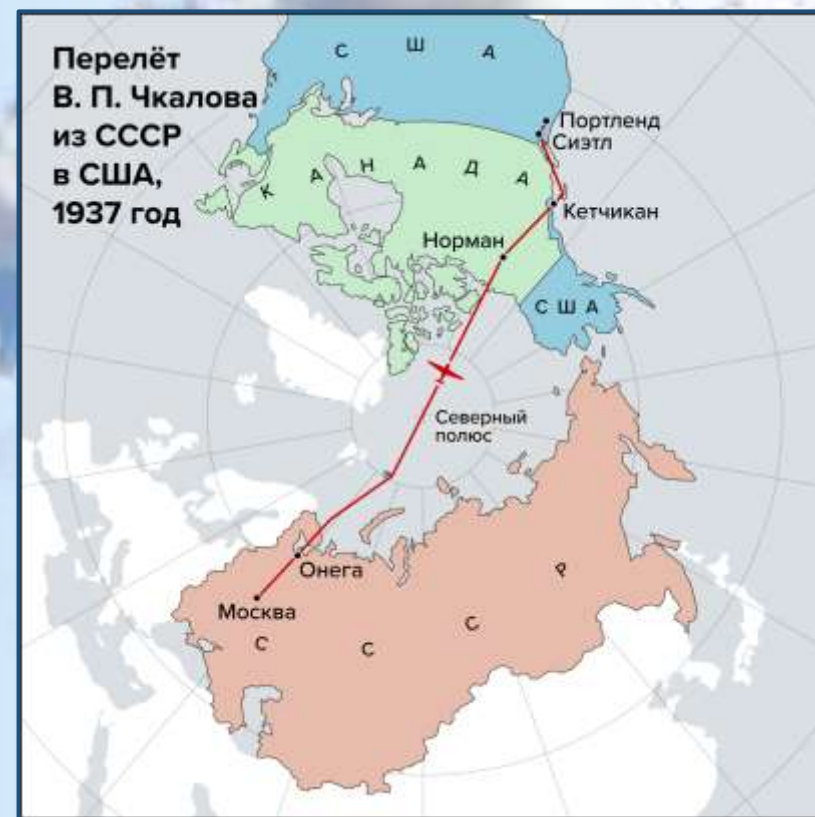 Перелёт
В. П. Чкалова
из СССР
в США,
1937 год
С Ш А
Портленд
Сиэтл
К А Н А Д А
Кетчикан
Норман
С Ш А
Северный
полюс
Онега
Москва
С С С Р